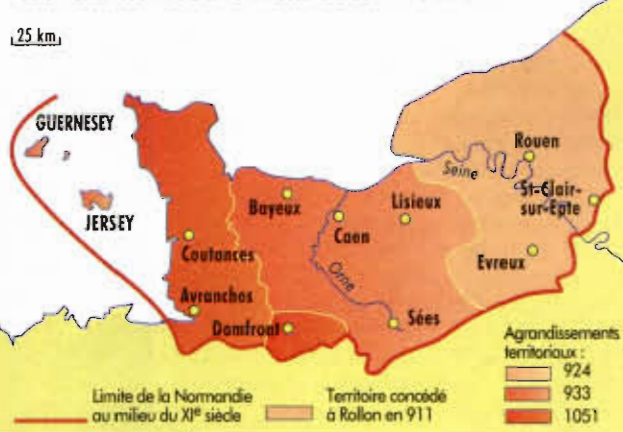 25 km
GUERNESEY
JERSEY
Rouen
Seine
St-Clair-
sur-Epte
Bayeux
Lisieux
Caen
Coutances
Evreux
Orne
Avranches
Domfront
Sées
Agrandissements
territoriaux :
924
933
1051
Limite de la Normandie
au milieu du XIe siècle
Territoire concédé
à Rollon en 911